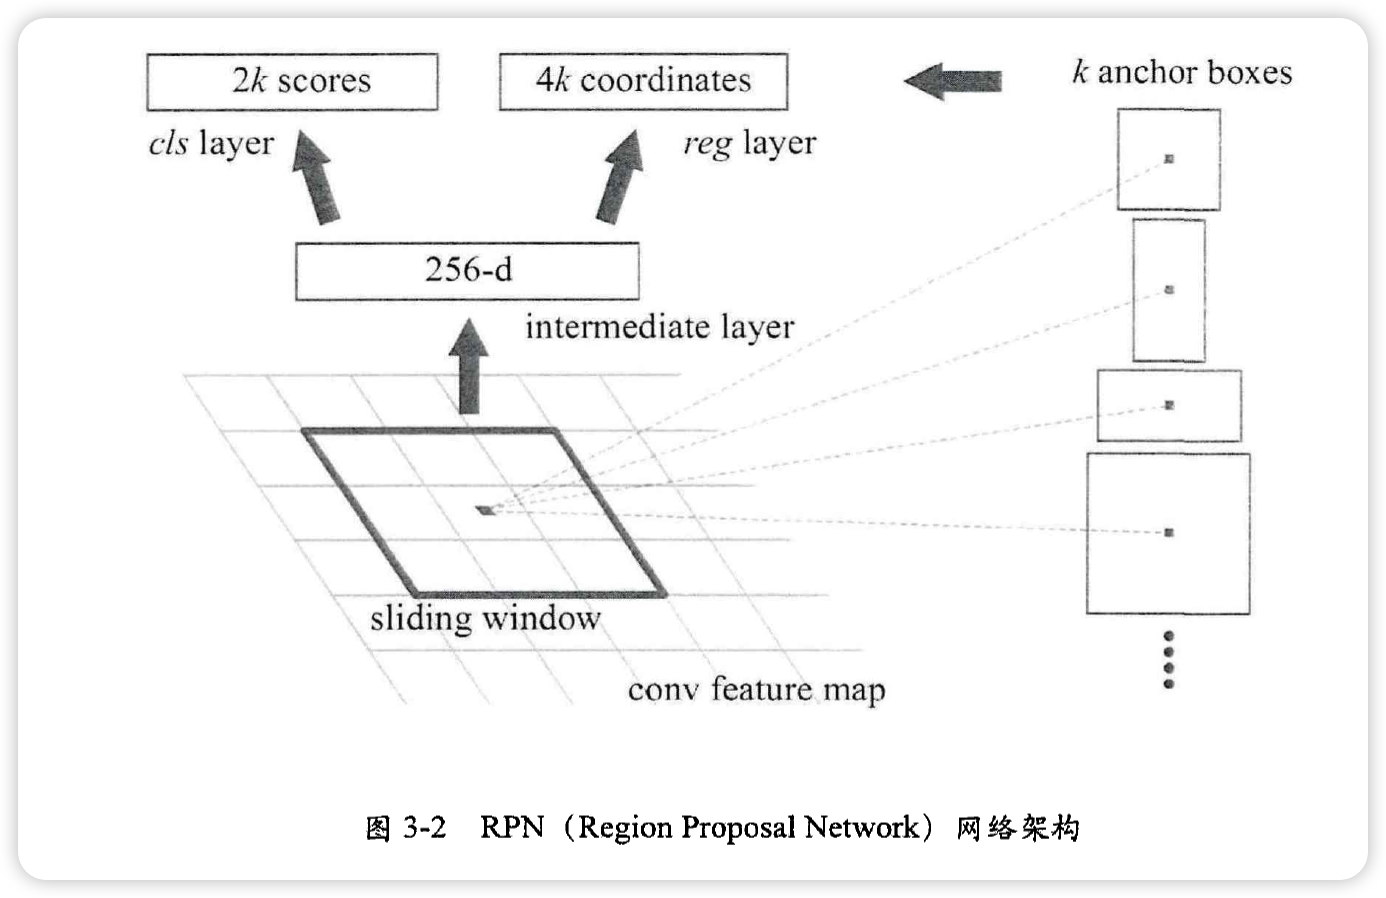 2k scores
4k coordinates
k anchor boxes
cls layer
reg layer
256-d
intermediate layer
sliding window
conv feature map
图 3-2 RPN（Region Proposal Network）网络架构